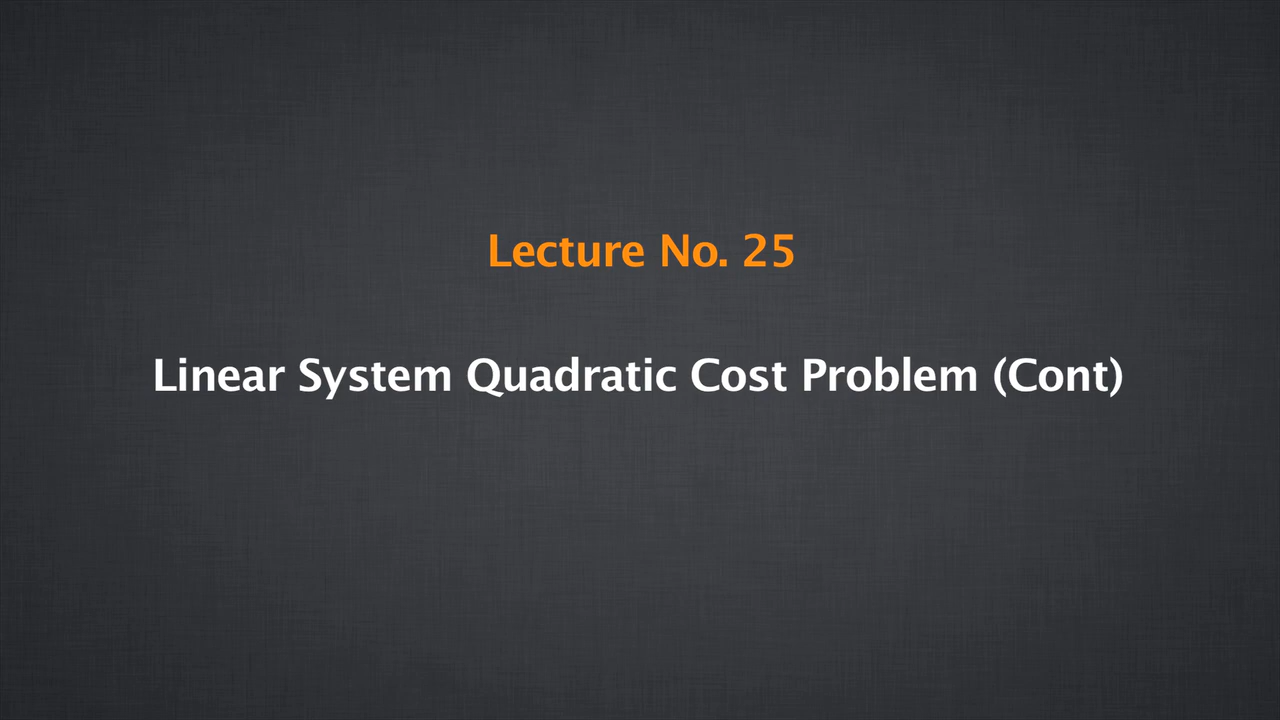 Lecture No. 25
Linear System Quadratic Cost Problem (Cont)